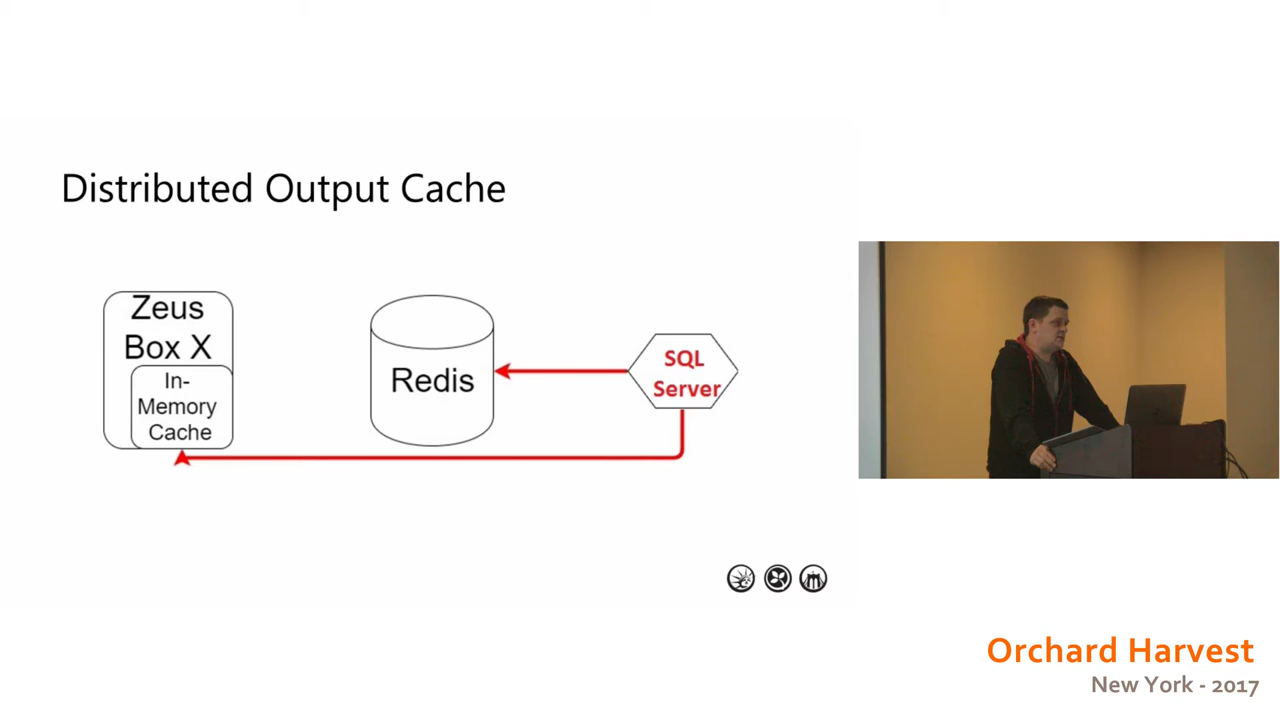 Distributed Output Cache
Zeus
Box X
In-
Memory
Cache
Redis
SQL
Server
Orchard Harvest
New York - 2017